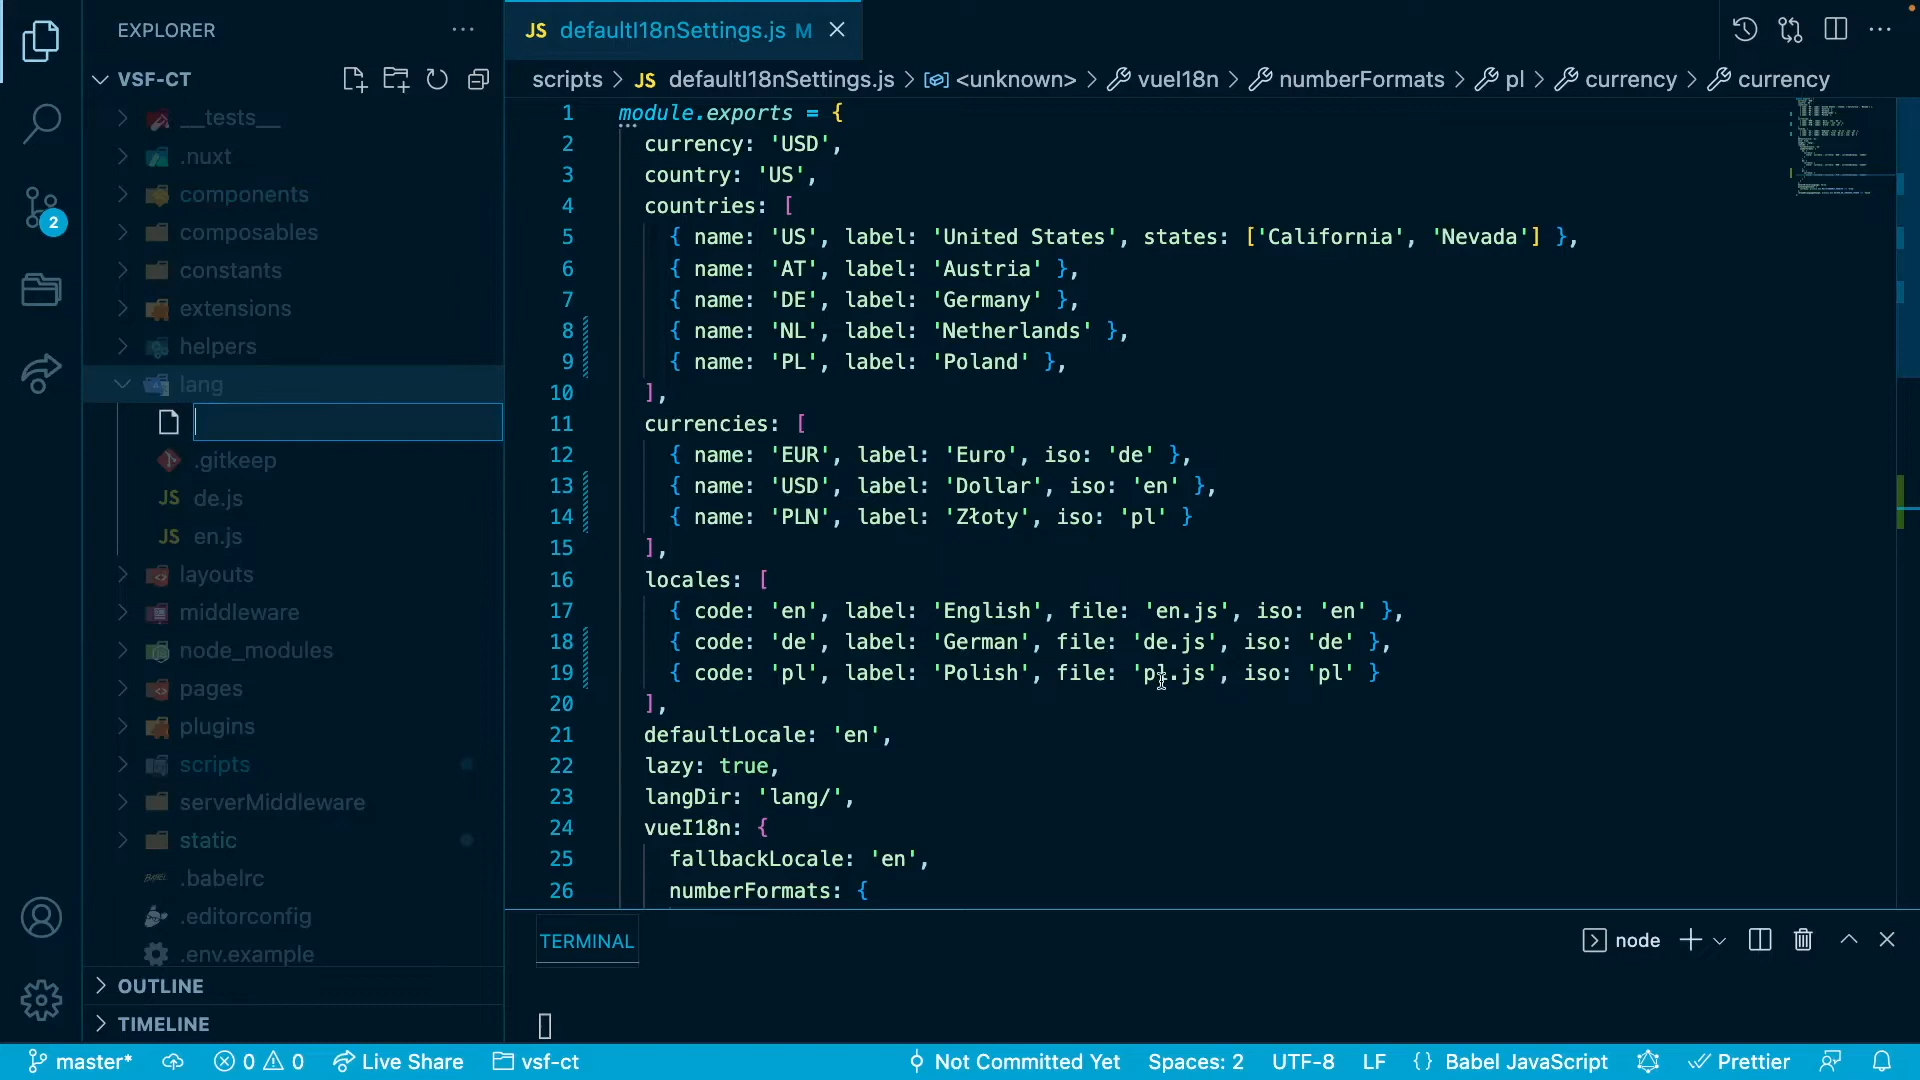 EXPLORER
VSF-CT
__tests__
.nuxt
components
composables
constants
extensions
helpers
lang
.gitkeep
JS de.js
JS en.js
layouts
middleware
node_modules
pages
plugins
scripts
serverMiddleware
static
BABEL .babelrc
.editorconfig
.env.example
OUTLINE
TIMELINE
2
JS defaultI18nSettings.js M
scripts > JS defaultI18nSettings.js > <unknown> > vueI18n > numberFormats > pl > currency > currency
1 module.exports = {
2 currency: 'USD',
3 country: 'US',
4 countries: [
5 { name: 'US', label: 'United States', states: ['California', 'Nevada'] },
6 { name: 'AT', label: 'Austria' },
7 { name: 'DE', label: 'Germany' },
8 { name: 'NL', label: 'Netherlands' },
9 { name: 'PL', label: 'Poland' },
10 ],
11 currencies: [
12 { name: 'EUR', label: 'Euro', iso: 'de' },
13 { name: 'USD', label: 'Dollar', iso: 'en' },
14 { name: 'PLN', label: 'Złoty', iso: 'pl' }
15 ],
16 locales: [
17 { code: 'en', label: 'English', file: 'en.js', iso: 'en' },
18 { code: 'de', label: 'German', file: 'de.js', iso: 'de' },
19 { code: 'pl', label: 'Polish', file: 'pl.js', iso: 'pl' }
20 ],
21 defaultLocale: 'en',
22 lazy: true,
23 langDir: 'lang/',
24 vueI18n: {
25 fallbackLocale: 'en',
26 numberFormats: {
TERMINAL
node
master* 0 0 Live Share vsf-ct Not Committed Yet Spaces: 2 UTF-8 LF {} Babel JavaScript Prettier